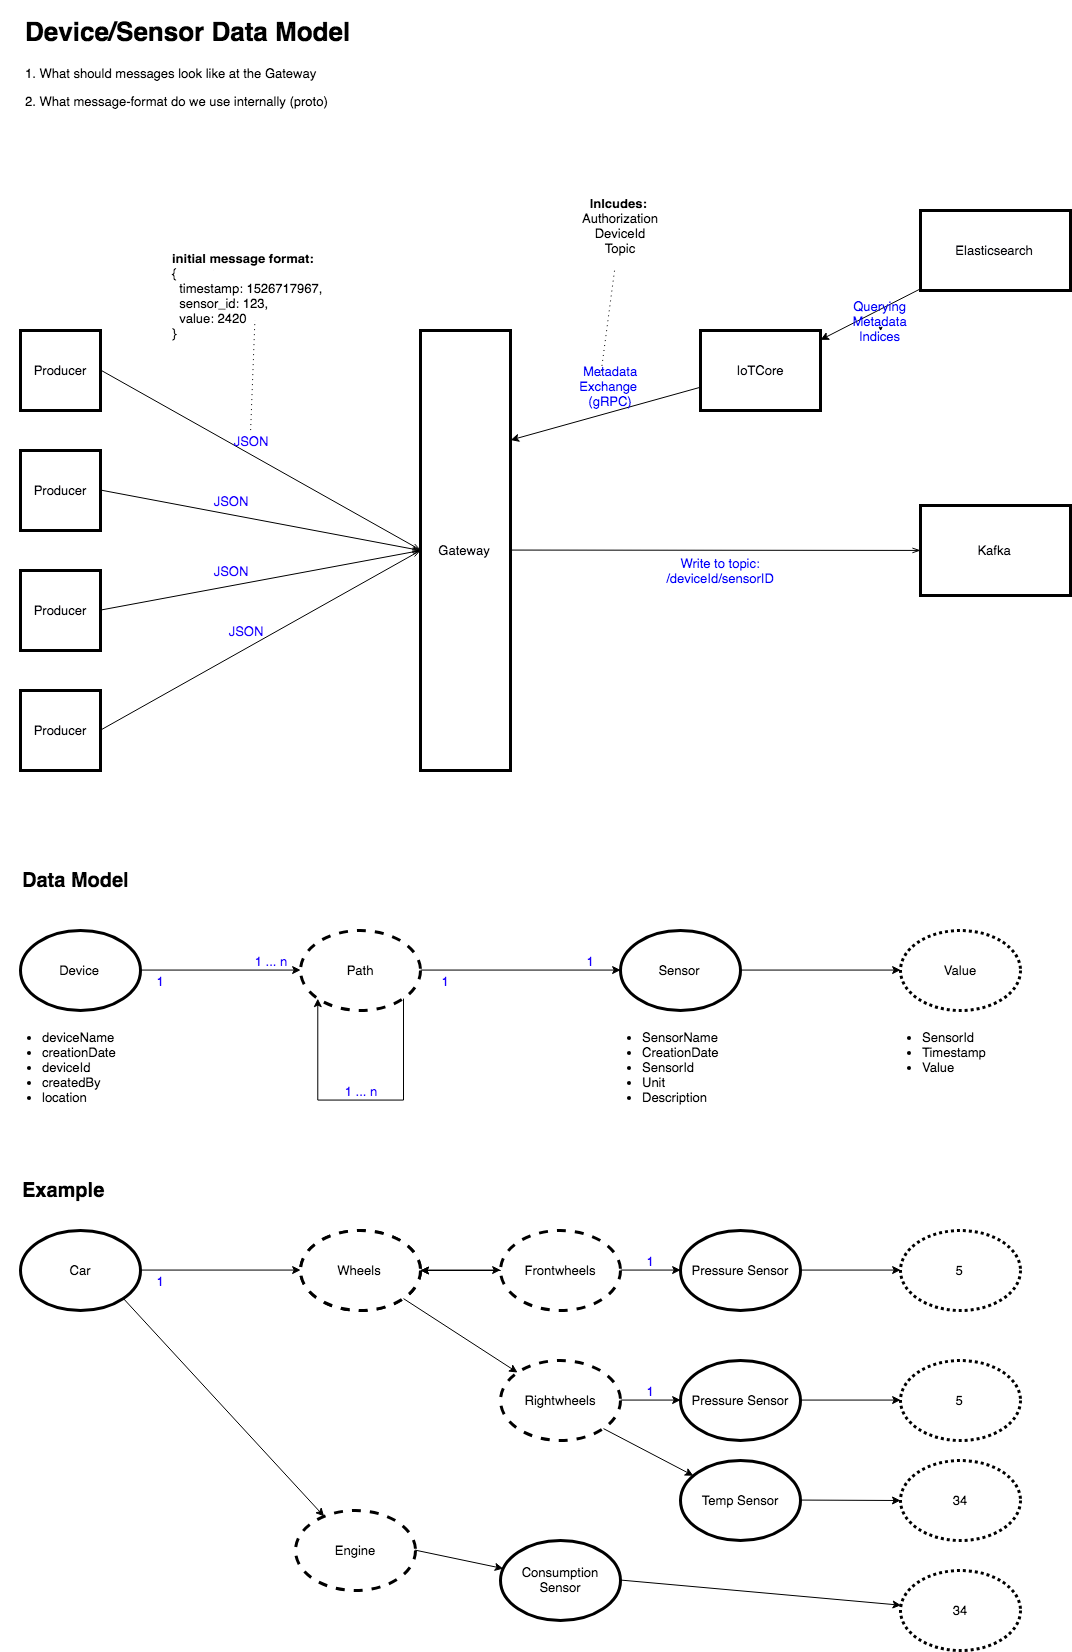 Device/Sensor Data Model
1. What should messages look like at the Gateway
2. What message-format do we use internally (proto)
Inlcudes:
Authorization
DeviceId
Topic
Elasticsearch
initial message format:
{
timestamp: 1526717967,
sensor_id: 123,
value: 2420
}
Querying
Metadata
Indices
Producer
Metadata
Exchange
(gRPC)
IoTCore
JSON
Producer
JSON
Gateway
Kafka
Write to topic:
/deviceId/sensorID
JSON
Producer
JSON
Producer
Data Model
Device
1
1 ... n
Path
1
1
Sensor
Value
1 ... n
• deviceName
• creationDate
• deviceId
• createdBy
• location
• SensorName
• CreationDate
• SensorId
• Unit
• Description
• SensorId
• Timestamp
• Value
Example
Car
1
Wheels
Frontwheels
1
Pressure Sensor
5
Rightwheels
1
Pressure Sensor
5
Temp Sensor
34
Engine
Consumption
Sensor
34